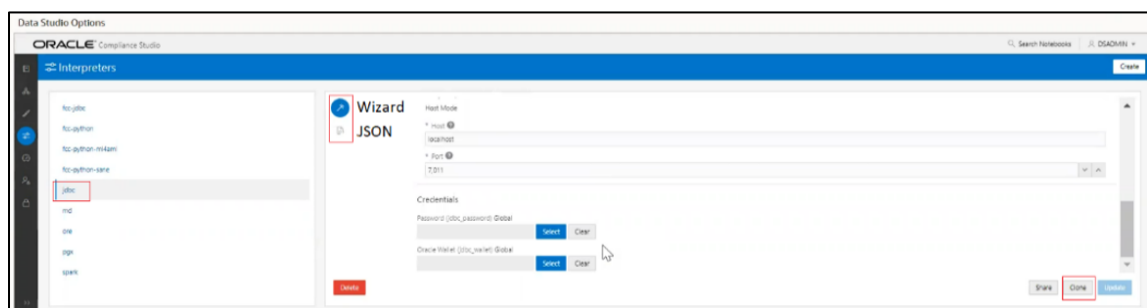 Data Studio Options
ORACLE Compliance Studio
Search Notebooks
DSADMIN
Interpreters
Create
fcc-jdbc
fcc-python
fcc-python-ml4aml
fcc-python-sane
jdbc
md
ore
pgx
spark
Wizard
JSON
Host Mode
* Host
localhost
* Port
7,011
Credentials
Password (jdbc_password) Global
Select Clear
Oracle Wallet (jdbc_wallet) Global
Select Clear
Delete
Share Clone Update